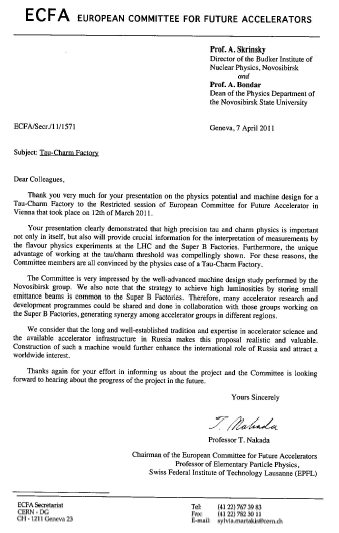 ECFA EUROPEAN COMMITTEE FOR FUTURE ACCELERATORS
Prof. A. Skrinsky
Director of the Budker Institute of
Nuclear Physics, Novosibirsk
and
Prof. A. Bondar
Dean of the Physics Department of
the Novosibirsk State University
ECFA/Secr./11/1571
Geneva, 7 April 2011
Subject: Tau-Charm Factory
Dear Colleagues,
Thank you very much for your presentation on the physics potential and machine design for a
Tau-Charm Factory to the Restricted session of European Committee for Future Accelerator in
Vienna that took place on 12th of March 2011.
Your presentation clearly demonstrated that high precision tau and charm physics is important
not only in itself, but also will provide crucial information for the interpretation of measurements by
the flavour physics experiments at the LHC and the Super B Factories. Furthermore, the unique
advantage of working at the tau/charm threshold was compellingly shown. For these reasons, the
Committee members are all convinced by the physics case of a Tau-Charm Factory.
The Committee is very impressed by the well-advanced machine design study performed by the
Novosibirsk group. We also note that the strategy to achieve high luminosities by storing small
emittance beams is common to the Super B Factories. Therefore, many accelerator research and
development programmes could be shared and done in collaboration with those groups working on
the Super B Factories, generating synergy among accelerator groups in different regions.
We consider that the long and well-established tradition and expertise in accelerator science and
the available accelerator infrastructure in Russia makes this proposal realistic and valuable.
Construction of such a machine would further enhance the international role of Russia and attract a
worldwide interest.
Thanks again for your effort in informing us about the project and the Committee is looking
forward to hearing about the progress of the project in the future.
Yours Sincerely
T. Nakada
Professor T. Nakada
Chairman of the European Committee for Future Accelerators
Professor of Elementary Particle Physics,
Swiss Federal Institute of Technology Lausanne (EPFL)
ECFA Secretariat
CERN - DG
CH - 1211 Geneva 23
Tel: (41 22) 767 39 83
Fax: (41 22) 782 30 11
E-mail: sylvia.martakis@cern.ch